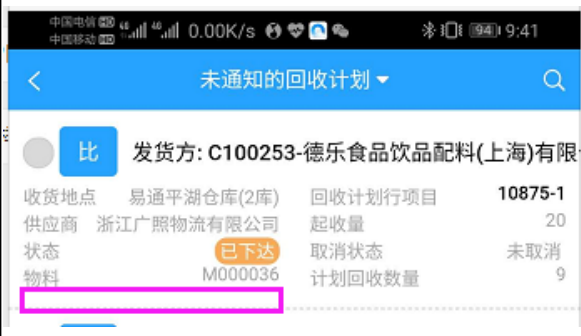 中国电信 HD 46 46 0.00K/s 94 9:41
中国移动 HD
未通知的回收计划
比 发货方: C100253-德乐食品饮品配料(上海)有限
收货地点 易通平湖仓库(2库) 回收计划行项目 10875-1
供应商 浙江广照物流有限公司 起收量 20
状态 已下达 取消状态 未取消
物料 M000036 计划回收数量 9